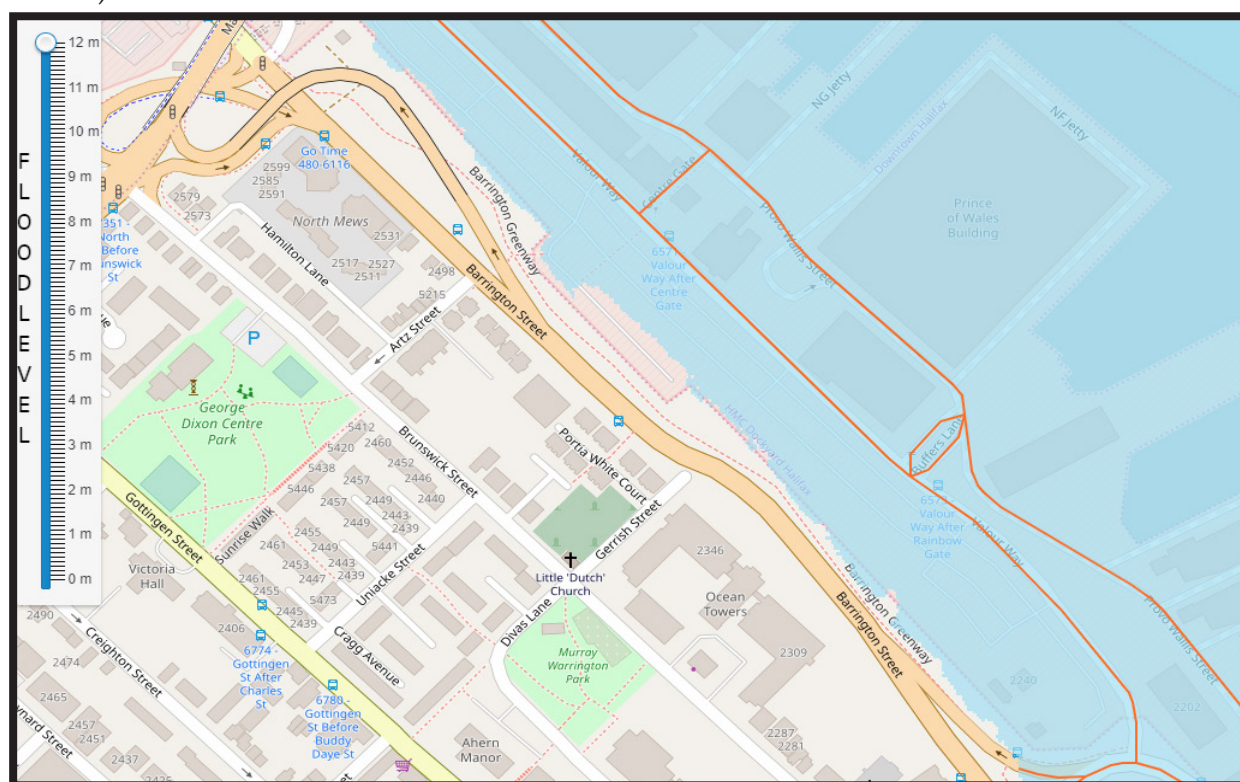 12 m
11 m
10 m
9 m
8 m
7 m
6 m
5 m
4 m
3 m
2 m
1 m
0 m
F
L
O
O
D
L
E
V
E
L
Go Time
480-6116
2599
2585
2591
2579
2573
North Mews
2531
2517
2527
2511
2498
5215
Hamilton Lane
351 -
North
Before
unswick
St
Artz Street
Barrington Street
Barrington Greenway
Valour Way
Centre Gate
Provo Wallis Street
Downtown Halifax
NG Jetty
NF Jetty
Prince
of Wales
Building
6571
Valour
Way After
Centre
Gate
ue
P
George
Dixon Centre
Park
Brunswick Street
5412
5420
2460
5438
2452
5446
2457
2446
2457
2449
2440
2449
2443
2439
2455
5441
2461
2449
2453
2443
2447
2439
2461
2455
5473
2445
2439
Sunrise Walk
Gottingen Street
Victoria
Hall
Uniacke Street
Cragg Avenue
Portia White Court
Gerrish Street
Little 'Dutch'
Church
Divas Lane
Murray
Warrington
Park
2346
Ocean
Towers
2309
HMC Dockyard Halifax
Buffers Lane
Valour Way
Way After
Rainbow
Gate
Provo Wallis Street
Barrington Greenway
Barrington Street
2240
2202
2490
2406
6774 -
Gottingen
St After
Charles
St
2474
Creighton Street
2465
2457
2451
2437
ynard Street
6780 -
Gottingen
St Before
Buddy
Daye St
Ahern
Manor
2287
2281